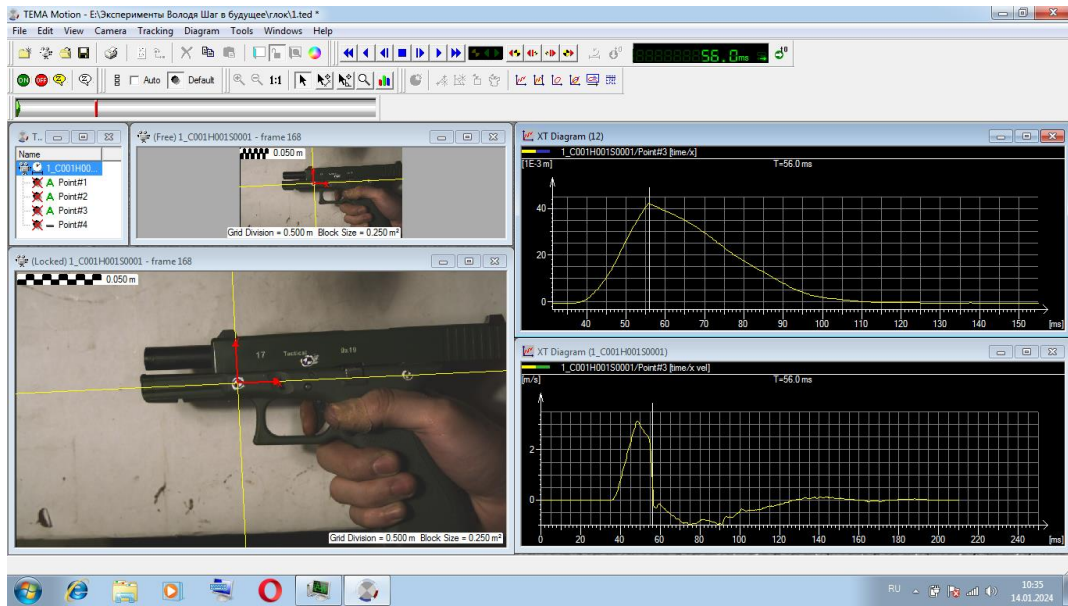 TEMA Motion - E:\Эксперименты Володя Шаг в будущее\глок\1.ted *
File Edit View Camera Tracking Diagram Tools Windows Help
56.0ms
Auto Default 1:1
T..
Name
1_C001H00...
Point#1
Point#2
Point#3
Point#4
(Free) 1_C001H001S0001 - frame 168
0.050 m
Grid Division = 0.500 m Block Size = 0.250 m²
(Locked) 1_C001H001S0001 - frame 168
0.050 m
17 Tactical 9x19
Grid Division = 0.500 m Block Size = 0.250 m²
XT Diagram (12)
1_C001H001S0001/Point#3 [time/x]
[1E-3 m] T=56.0 ms
40
20
0
40 50 60 70 80 90 100 110 120 130 140 150 [ms]
XT Diagram (1_C001H001S0001)
1_C001H001S0001/Point#3 [time/x vel]
[m/s] T=56.0 ms
2
0
0 20 40 60 80 100 120 140 160 180 200 220 240 [ms]
RU 10:35
14.01.2024